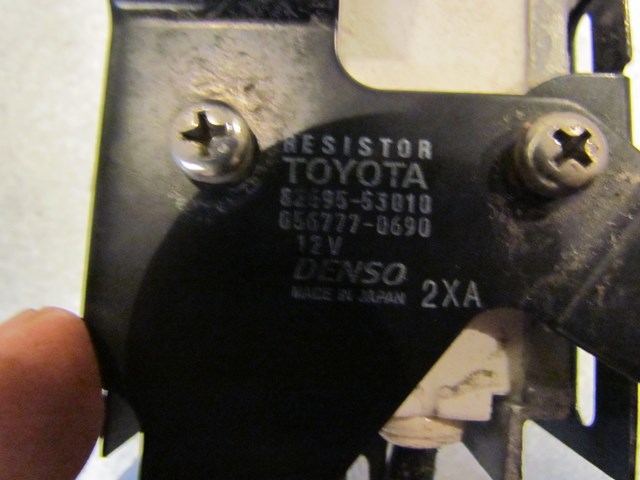 RESISTOR
TOYOTA
82695-53010
056777-0690
12V
DENSO
MADE IN JAPAN 2XA